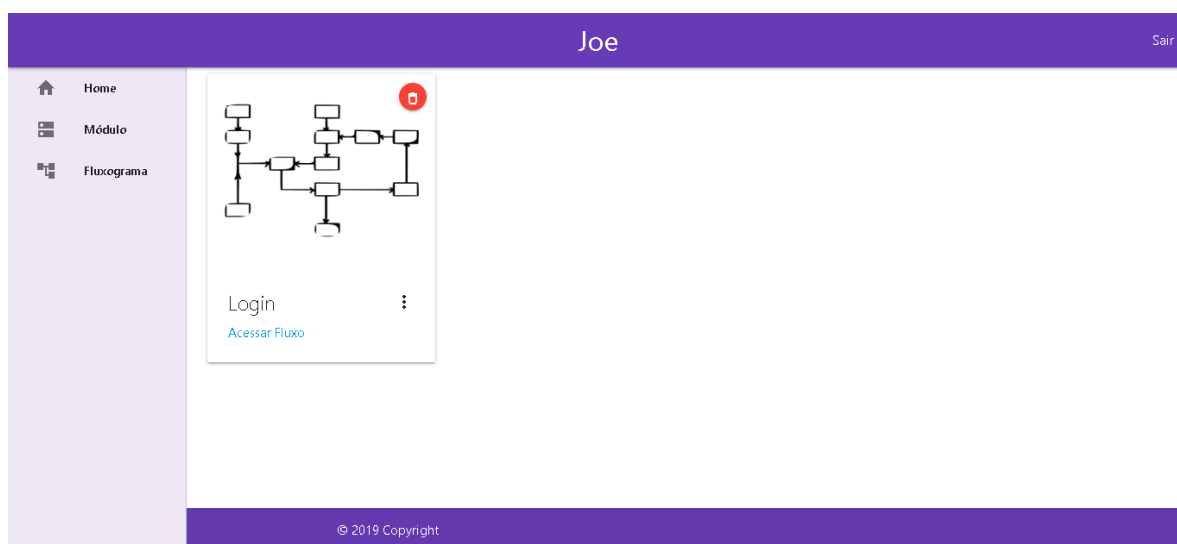 Joe
Sair
Home
Módulo
Fluxograma
Login
Acessar Fluxo
© 2019 Copyright